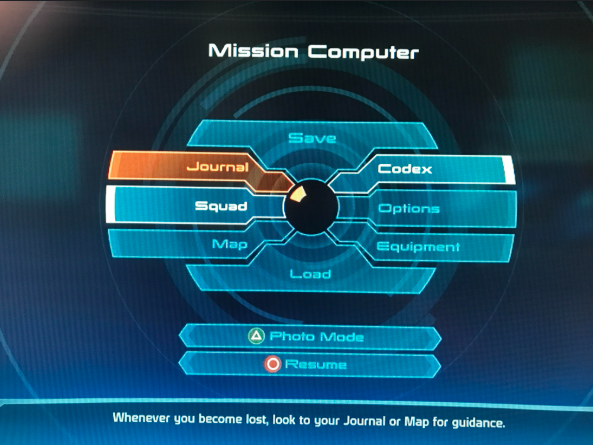 Mission Computer
Save
Journal
Codex
Squad
Options
Map
Equipment
Load
Photo Mode
Resume
Whenever you become lost, look to your Journal or Map for guidance.